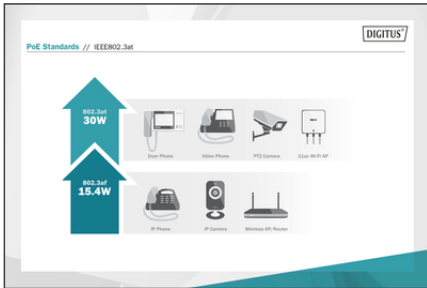 DIGITUS®
PoE Standards // IEEE802.3at
802.3at
30W
Door Phone Video Phone PTZ Camera 11ac Wi-Fi AP
802.3af
15.4W
IP Phone IP Camera Wireless AP/Router